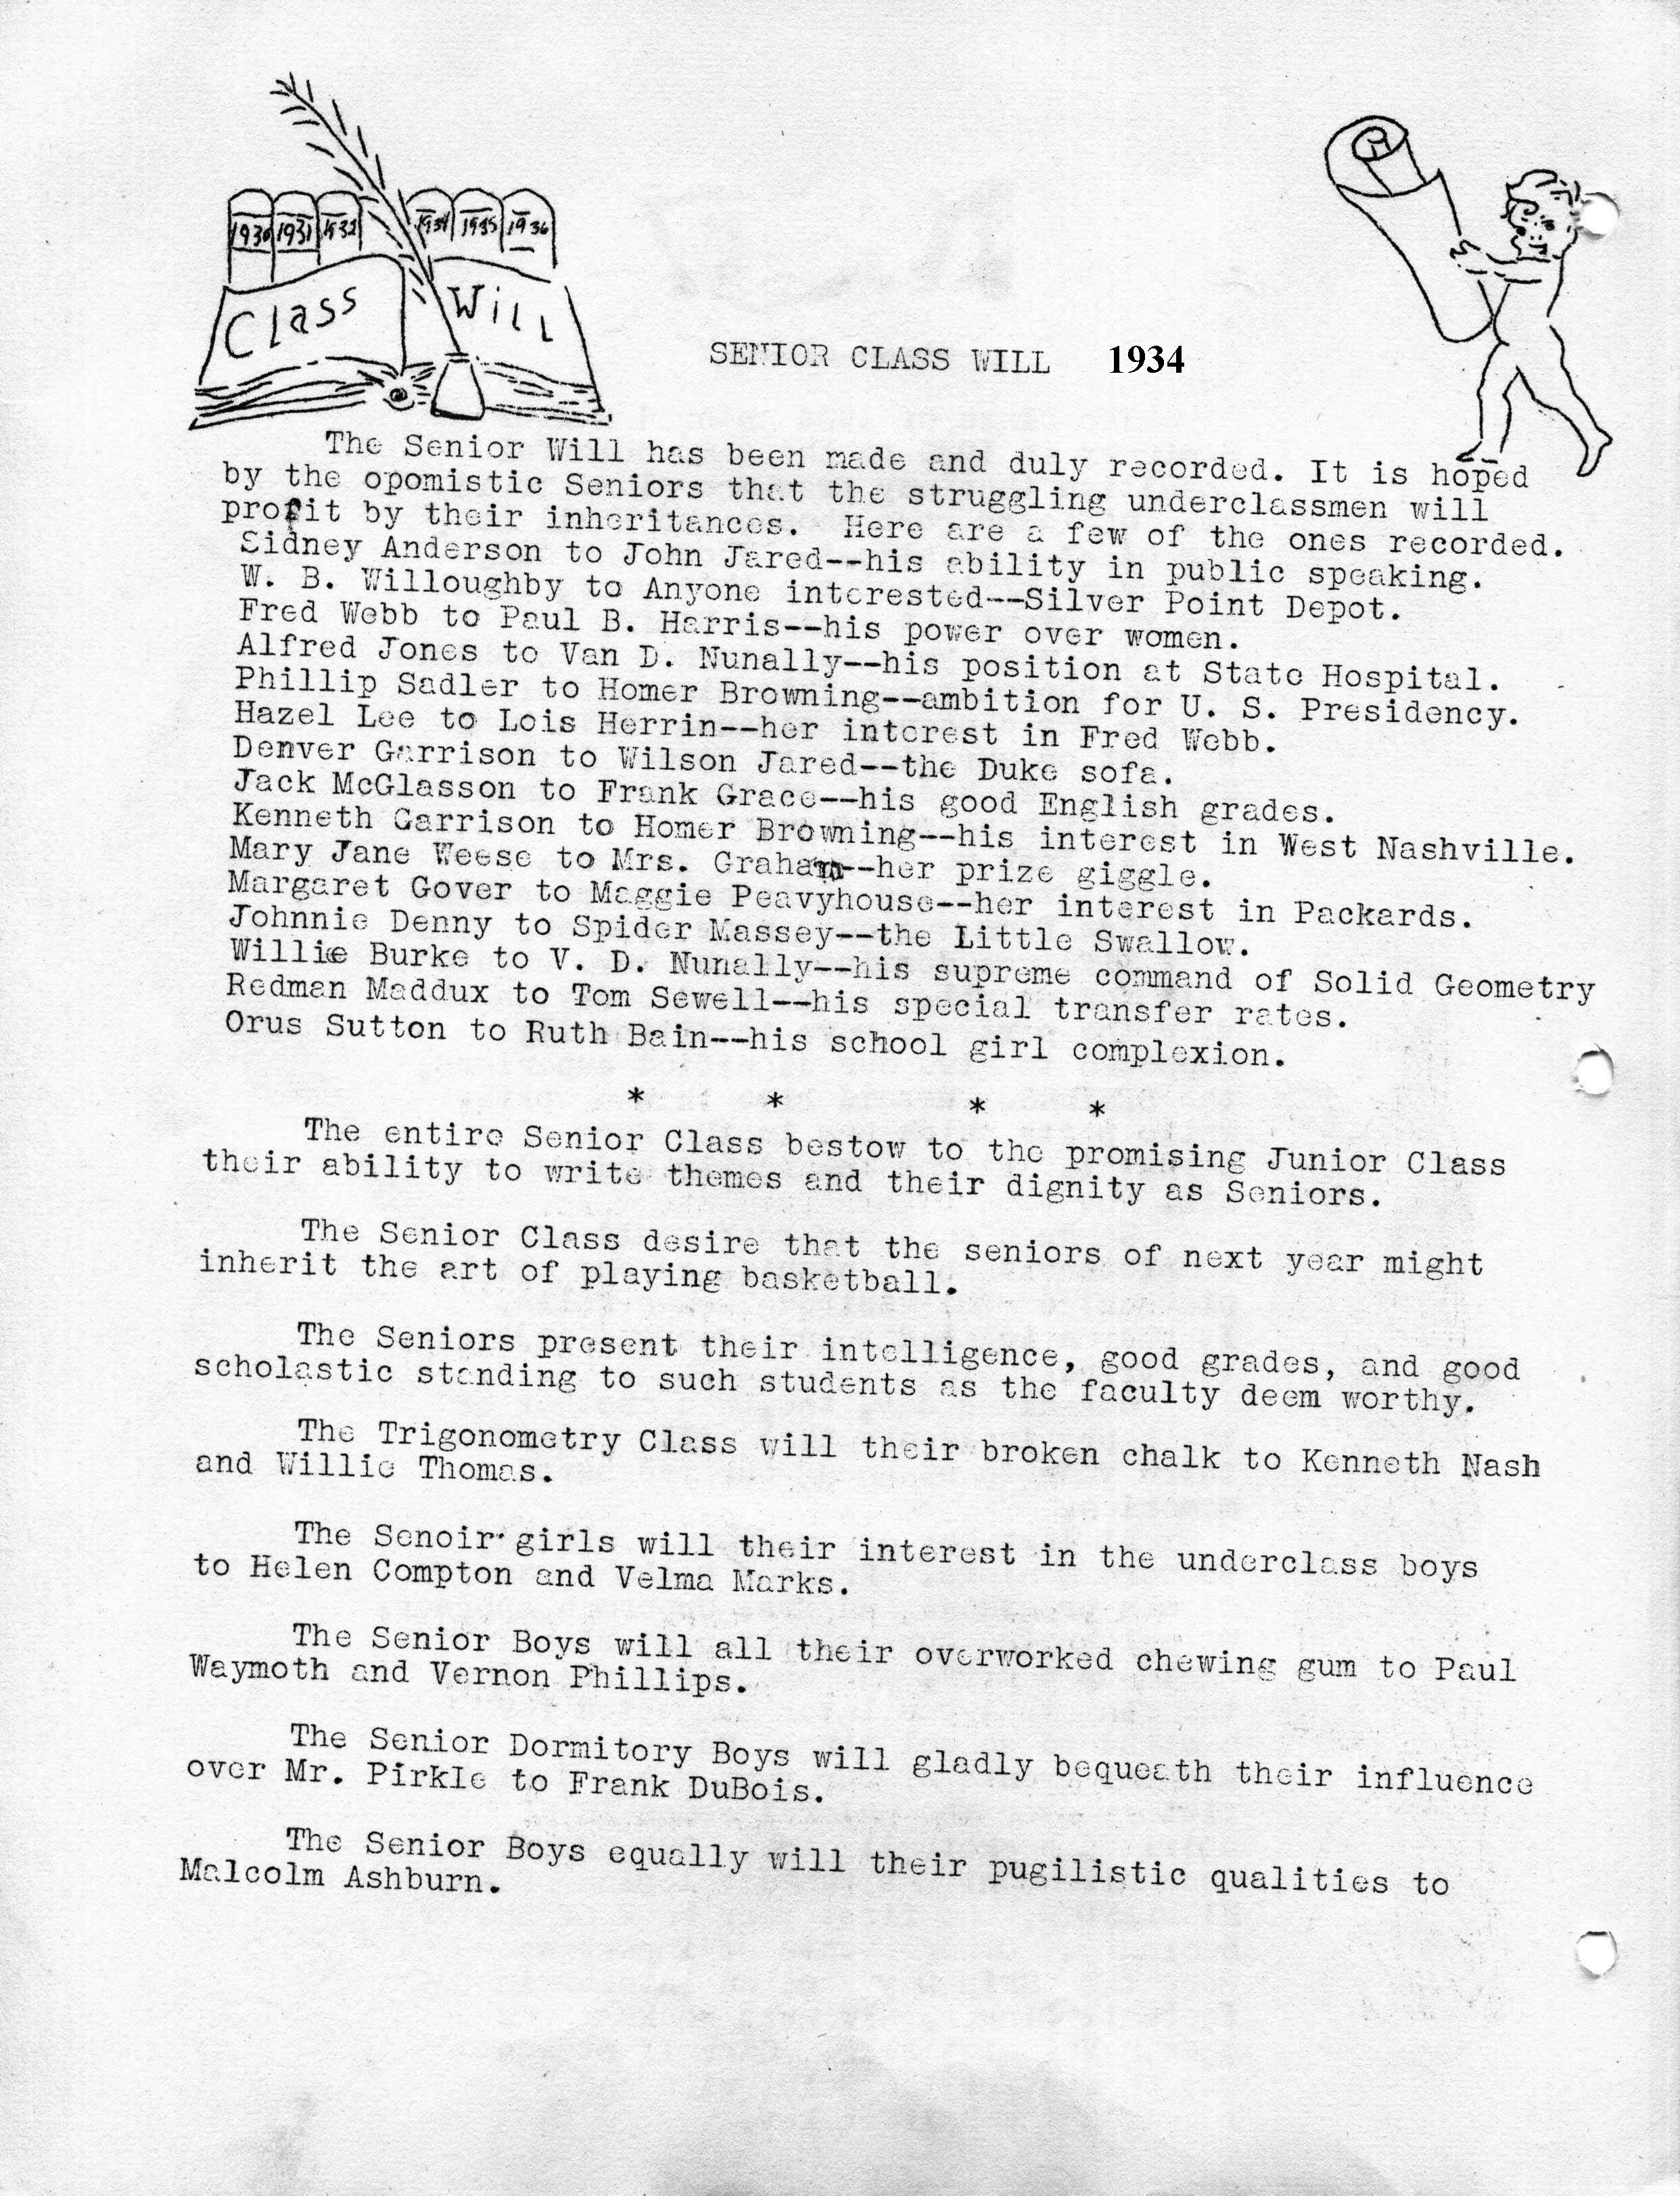 1930 1931 1932 1934 1935 1936
Class Will
SENIOR CLASS WILL 1934
The Senior Will has been made and duly recorded. It is hoped
by the opomistic Seniors that the struggling underclassmen will
profit by their inheritances. Here are a few of the ones recorded.
Sidney Anderson to John Jared--his ability in public speaking.
W. B. Willoughby to Anyone interested--Silver Point Depot.
Fred Webb to Paul B. Harris--his power over women.
Alfred Jones to Van D. Nunally--his position at State Hospital.
Phillip Sadler to Homer Browning--ambition for U. S. Presidency.
Hazel Lee to Lois Herrin--her interest in Fred Webb.
Denver Garrison to Wilson Jared--the Duke sofa.
Jack McGlasson to Frank Grace--his good English grades.
Kenneth Garrison to Homer Browning--his interest in West Nashville.
Mary Jane Weese to Mrs. Graham--her prize giggle.
Margaret Gover to Maggie Peavyhouse--her interest in Packards.
Johnnie Denny to Spider Massey--the Little Swallow.
Willie Burke to V. D. Nunally--his supreme command of Solid Geometry
Redman Maddux to Tom Sewell--his special transfer rates.
Orus Sutton to Ruth Bain--his school girl complexion.
* * * *
The entire Senior Class bestow to the promising Junior Class
their ability to write themes and their dignity as Seniors.
The Senior Class desire that the seniors of next year might
inherit the art of playing basketball.
The Seniors present their intelligence, good grades, and good
scholastic standing to such students as the faculty deem worthy.
The Trigonometry Class will their broken chalk to Kenneth Nash
and Willie Thomas.
The Senoir girls will their interest in the underclass boys
to Helen Compton and Velma Marks.
The Senior Boys will all their overworked chewing gum to Paul
Waymoth and Vernon Phillips.
The Senior Dormitory Boys will gladly bequeath their influence
over Mr. Pirkle to Frank DuBois.
The Senior Boys equally will their pugilistic qualities to
Malcolm Ashburn.